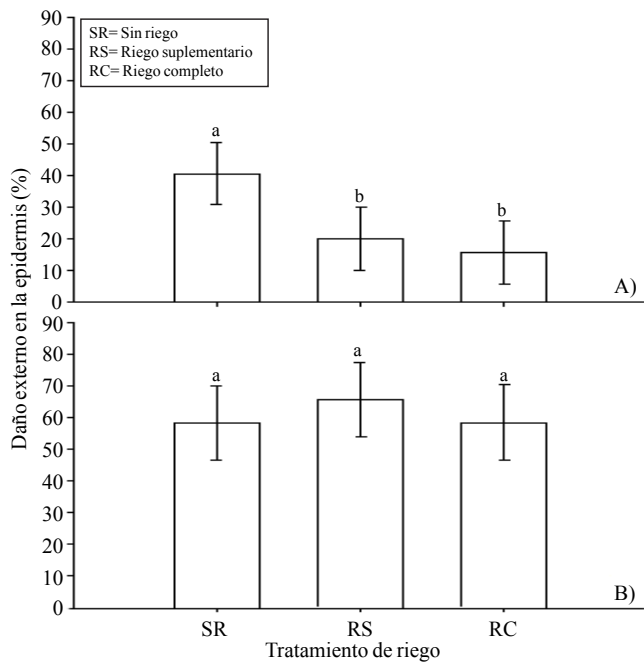 90
80
70
60
50
40
30
20
10
0
SR= Sin riego
RS= Riego suplementario
RC= Riego completo
a
b
b
A)
Daño externo en la epidermis (%)
90
80
70
60
50
40
30
20
10
0
a
a
a
B)
SR
RS
RC
Tratamiento de riego